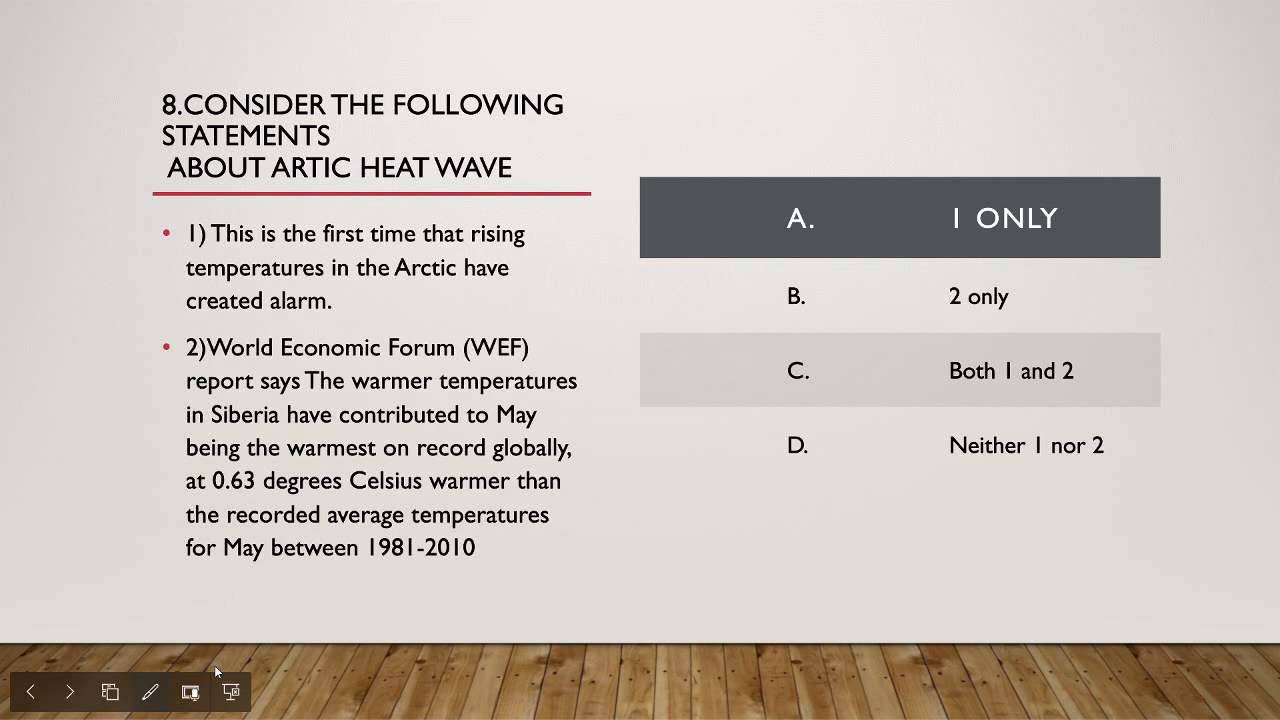 8.CONSIDER THE FOLLOWING
STATEMENTS
ABOUT ARTIC HEAT WAVE
• 1) This is the first time that rising
temperatures in the Arctic have
created alarm.
• 2)World Economic Forum (WEF)
report says The warmer temperatures
in Siberia have contributed to May
being the warmest on record globally,
at 0.63 degrees Celsius warmer than
the recorded average temperatures
for May between 1981-2010
A. 1 ONLY
B. 2 only
C. Both 1 and 2
D. Neither 1 nor 2